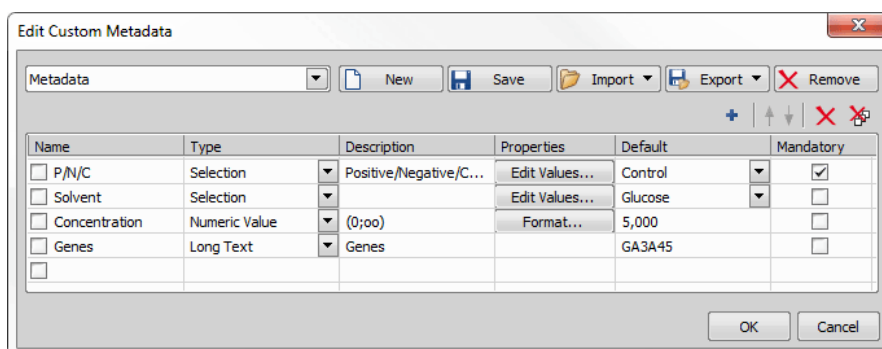 Edit Custom Metadata
Metadata New Save Import Export Remove
Name Type Description Properties Default Mandatory
P/N/C Selection Positive/Negative/C... Edit Values... Control
Solvent Selection Edit Values... Glucose
Concentration Numeric Value (0;oo) Format... 5,000
Genes Long Text Genes GA3A45
OK Cancel